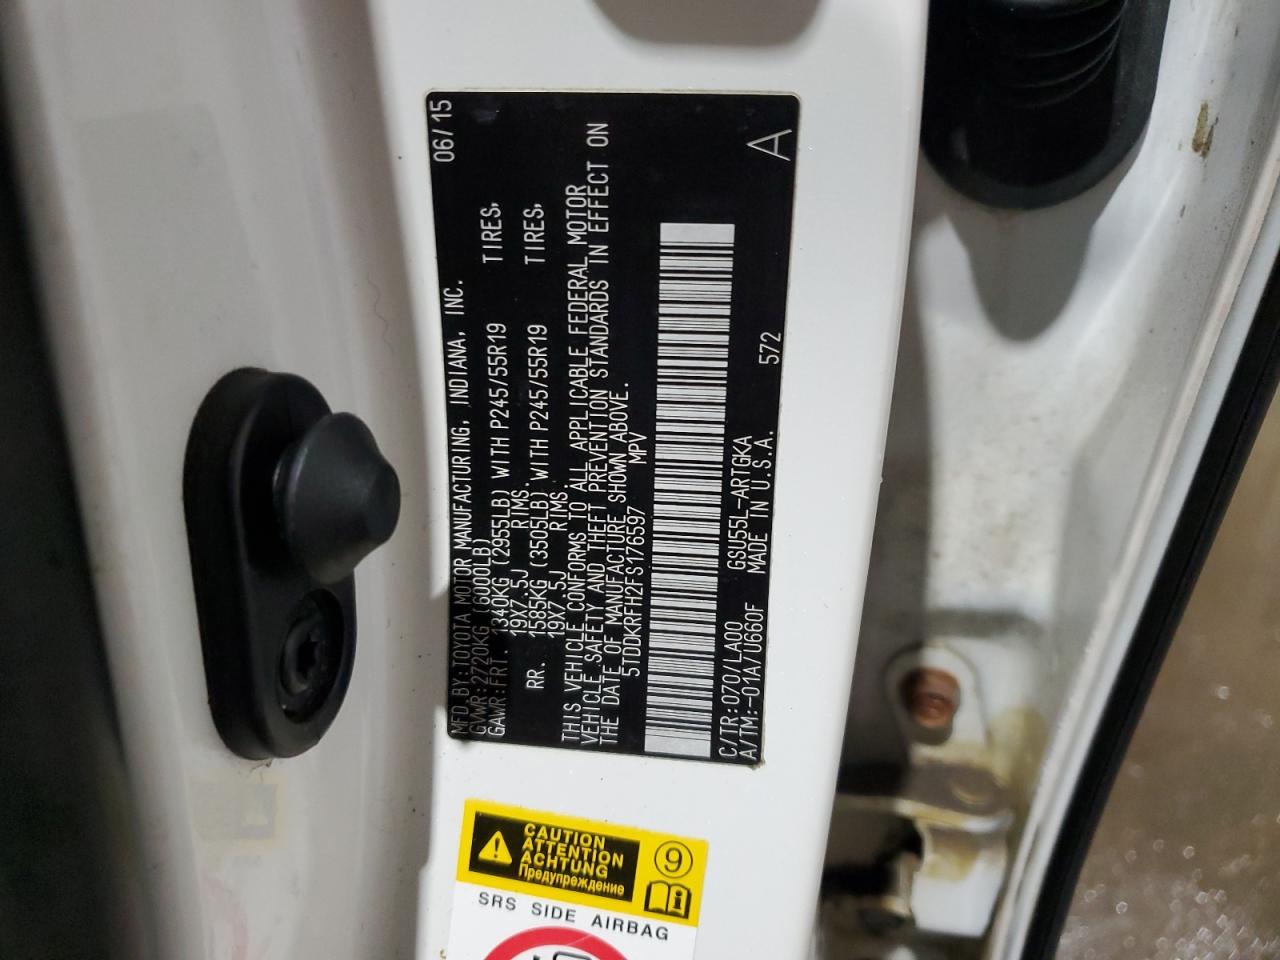 MFD BY:TOYOTA MOTOR MANUFACTURING, INDIANA, INC. 06/15
GVWR:2720KG (6000LB)
GAWR:FRT. 1340KG (2955LB) WITH P245/55R19 TIRES,
19X7.5J RIMS.
RR. 1585KG (3505LB) WITH P245/55R19 TIRES,
19X7.5J RIMS
THIS VEHICLE CONFORMS TO ALL APPLICABLE FEDERAL MOTOR
VEHICLE SAFETY AND THEFT PREVENTION STANDARDS IN EFFECT ON
THE DATE OF MANUFACTURE SHOWN ABOVE.
5TDDKRFH2FS176597 MPV
C/TR:070/LA00 GSU55L-ARTGKA
A/TM:-01A/U660F MADE IN U.S.A. 572 A
CAUTION
ATTENTION
ACHTUNG
Предупреждение
9
SRS SIDE AIRBAG